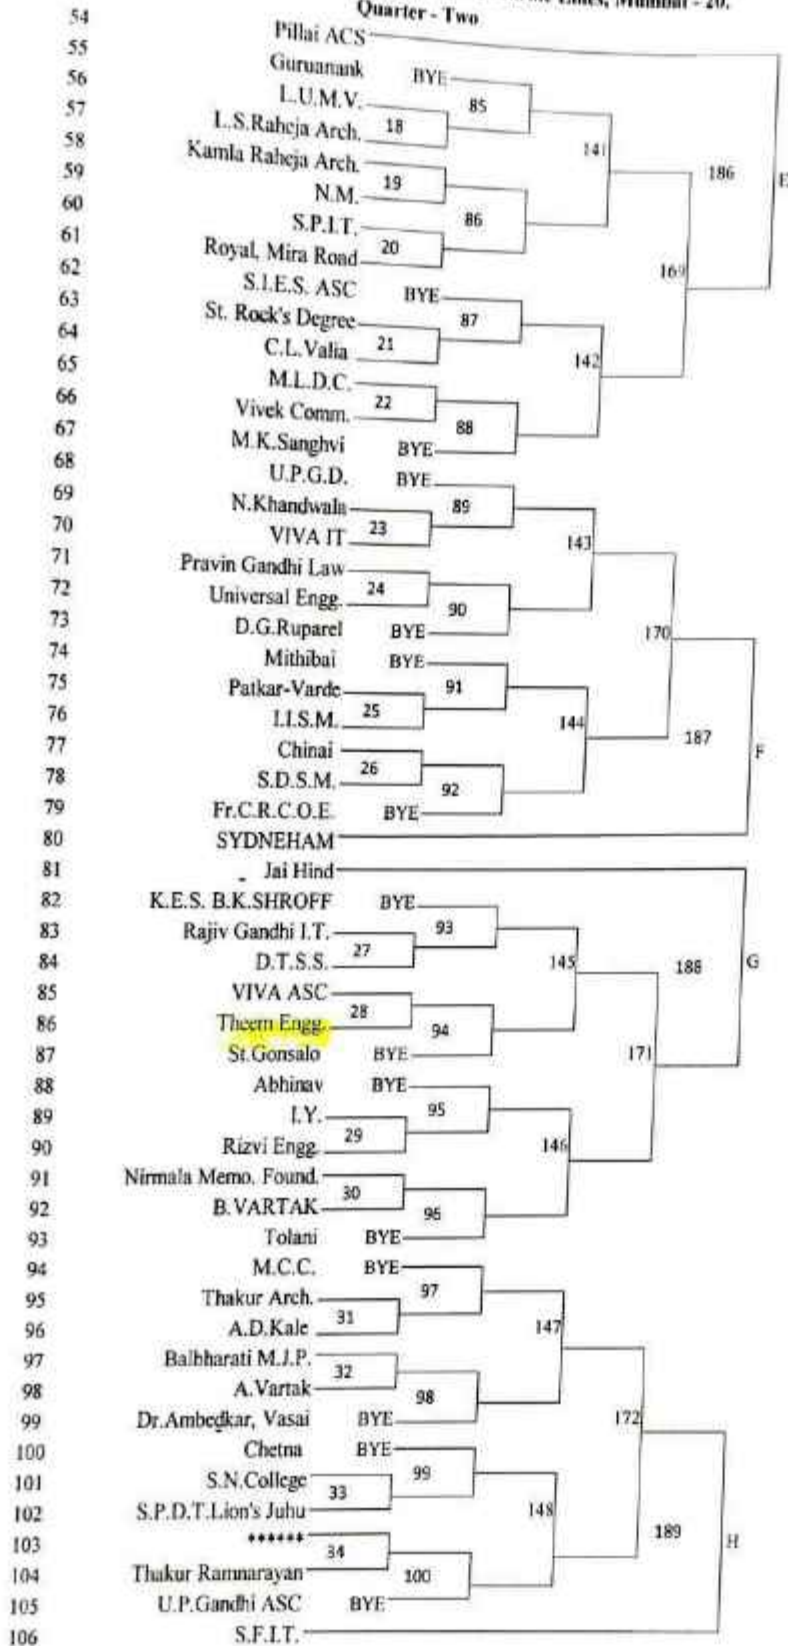 Lines, Mumbai - 20.
Quarter - Two
54 Pillai ACS
55 Guruanank BYE
85
56 L.U.M.V.
18
57 L.S.Raheja Arch.
141
58 Kamla Raheja Arch.
19
186 E
59 N.M.
86
60 S.P.I.T.
20
61 Royal, Mira Road
169
62 S.I.E.S. ASC BYE
87
63 St. Rock's Degree
21
64 C.L.Valia
142
65 M.L.D.C.
22
66 Vivek Comm.
88
67 M.K.Sanghvi BYE
68 U.P.G.D. BYE
89
69 N.Khandwala
23
70 VIVA IT
143
71 Pravin Gandhi Law
24
72 Universal Engg.
90
73 D.G.Ruparel BYE
170
74 Mithibai BYE
91
75 Patkar-Varde
25
76 I.I.S.M.
144
187 F
77 Chinai
26
78 S.D.S.M.
92
79 Fr.C.R.C.O.E. BYE
80 SYDNEHAM
81 Jai Hind
82 K.E.S. B.K.SHROFF BYE
93
83 Rajiv Gandhi I.T.
27
84 D.T.S.S.
145
188 G
85 VIVA ASC
28
86 Theem Engg.
94
87 St.Gonsalo BYE
171
88 Abhinav BYE
95
89 I.Y.
29
90 Rizvi Engg.
146
91 Nirmala Memo. Found.
30
92 B.VARTAK
96
93 Tolani BYE
94 M.C.C. BYE
97
95 Thakur Arch.
31
96 A.D.Kale
147
97 Balbharati M.J.P.
32
98 A.Vartak
98
99 Dr.Ambedkar, Vasai BYE
172
100 Chetna BYE
99
101 S.N.College
33
102 S.P.D.T.Lion's Juhu
148
189 H
103 ******
34
104 Thakur Ramnarayan
100
105 U.P.Gandhi ASC BYE
106 S.F.I.T.